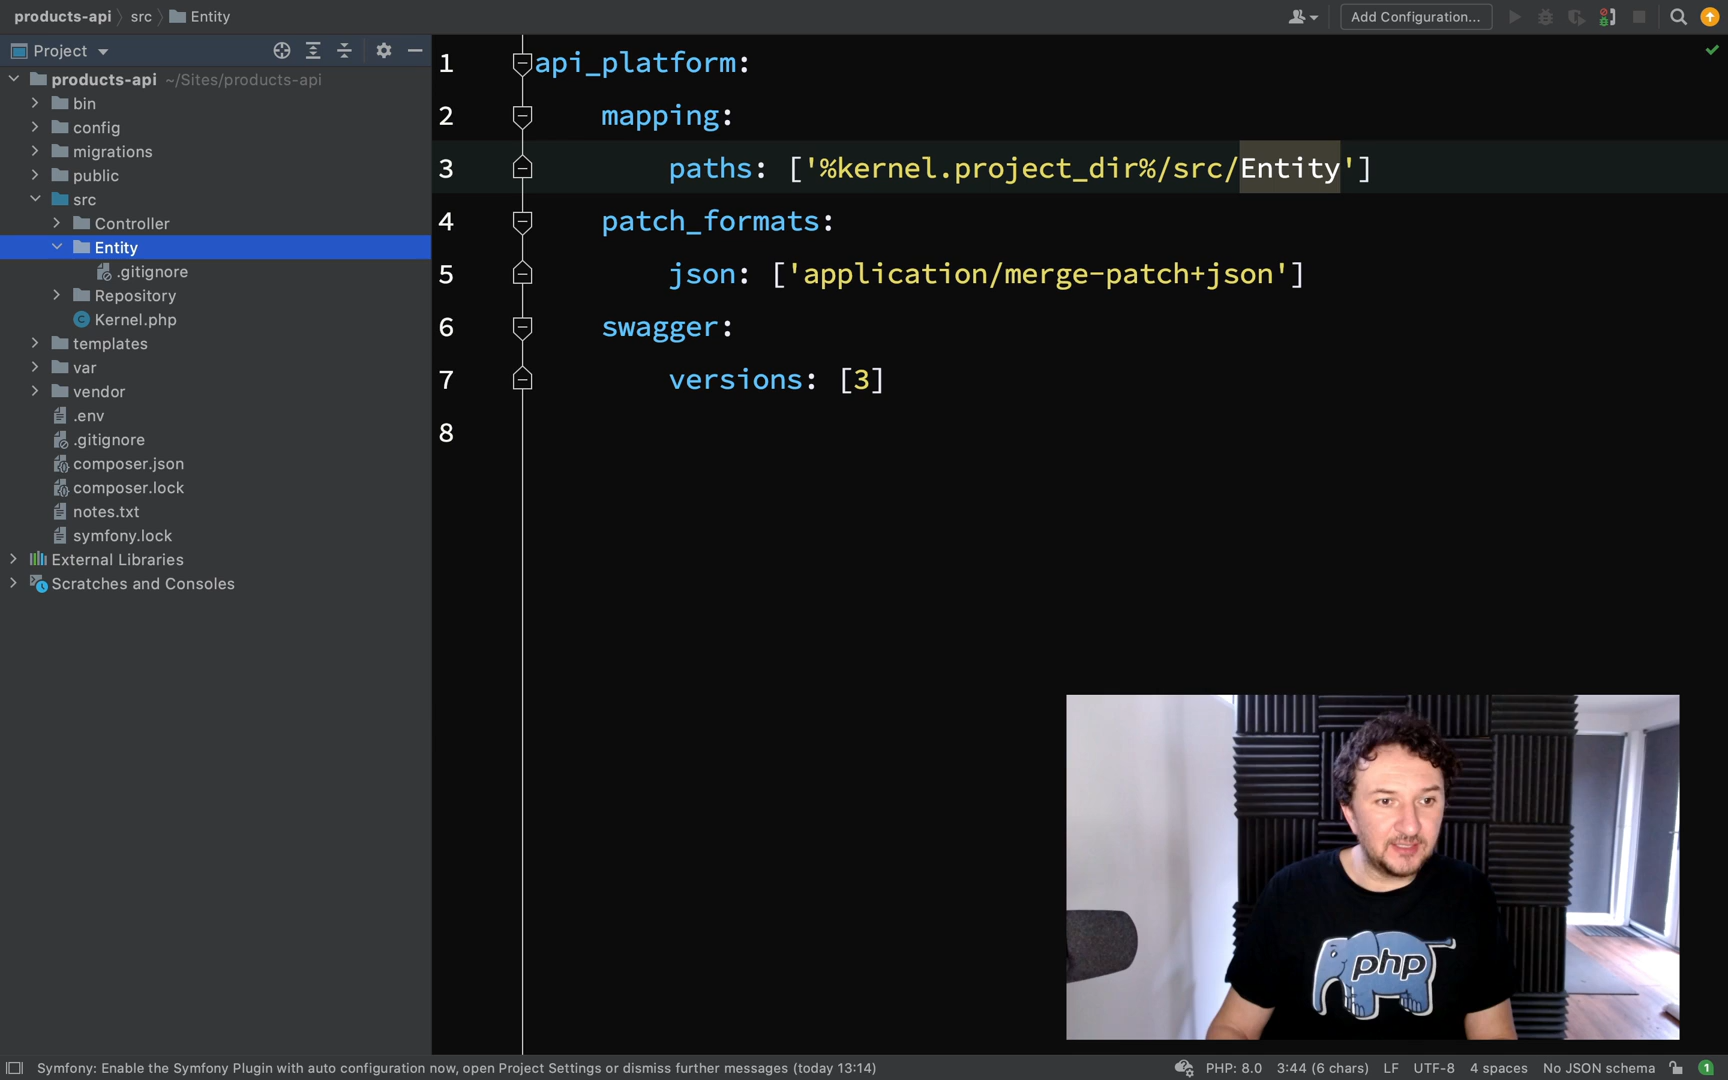 products-api src Entity Add Configuration...
Project
products-api ~/Sites/products-api
bin
config
migrations
public
src
Controller
Entity
.gitignore
Repository
Kernel.php
templates
var
vendor
.env
.gitignore
composer.json
composer.lock
notes.txt
symfony.lock
External Libraries
Scratches and Consoles
1 api_platform:
2 mapping:
3 paths: ['%kernel.project_dir%/src/Entity']
4 patch_formats:
5 json: ['application/merge-patch+json']
6 swagger:
7 versions: [3]
8
php
Symfony: Enable the Symfony Plugin with auto configuration now, open Project Settings or dismiss further messages (today 13:14) PHP: 8.0 3:44 (6 chars) LF UTF-8 4 spaces No JSON schema 1